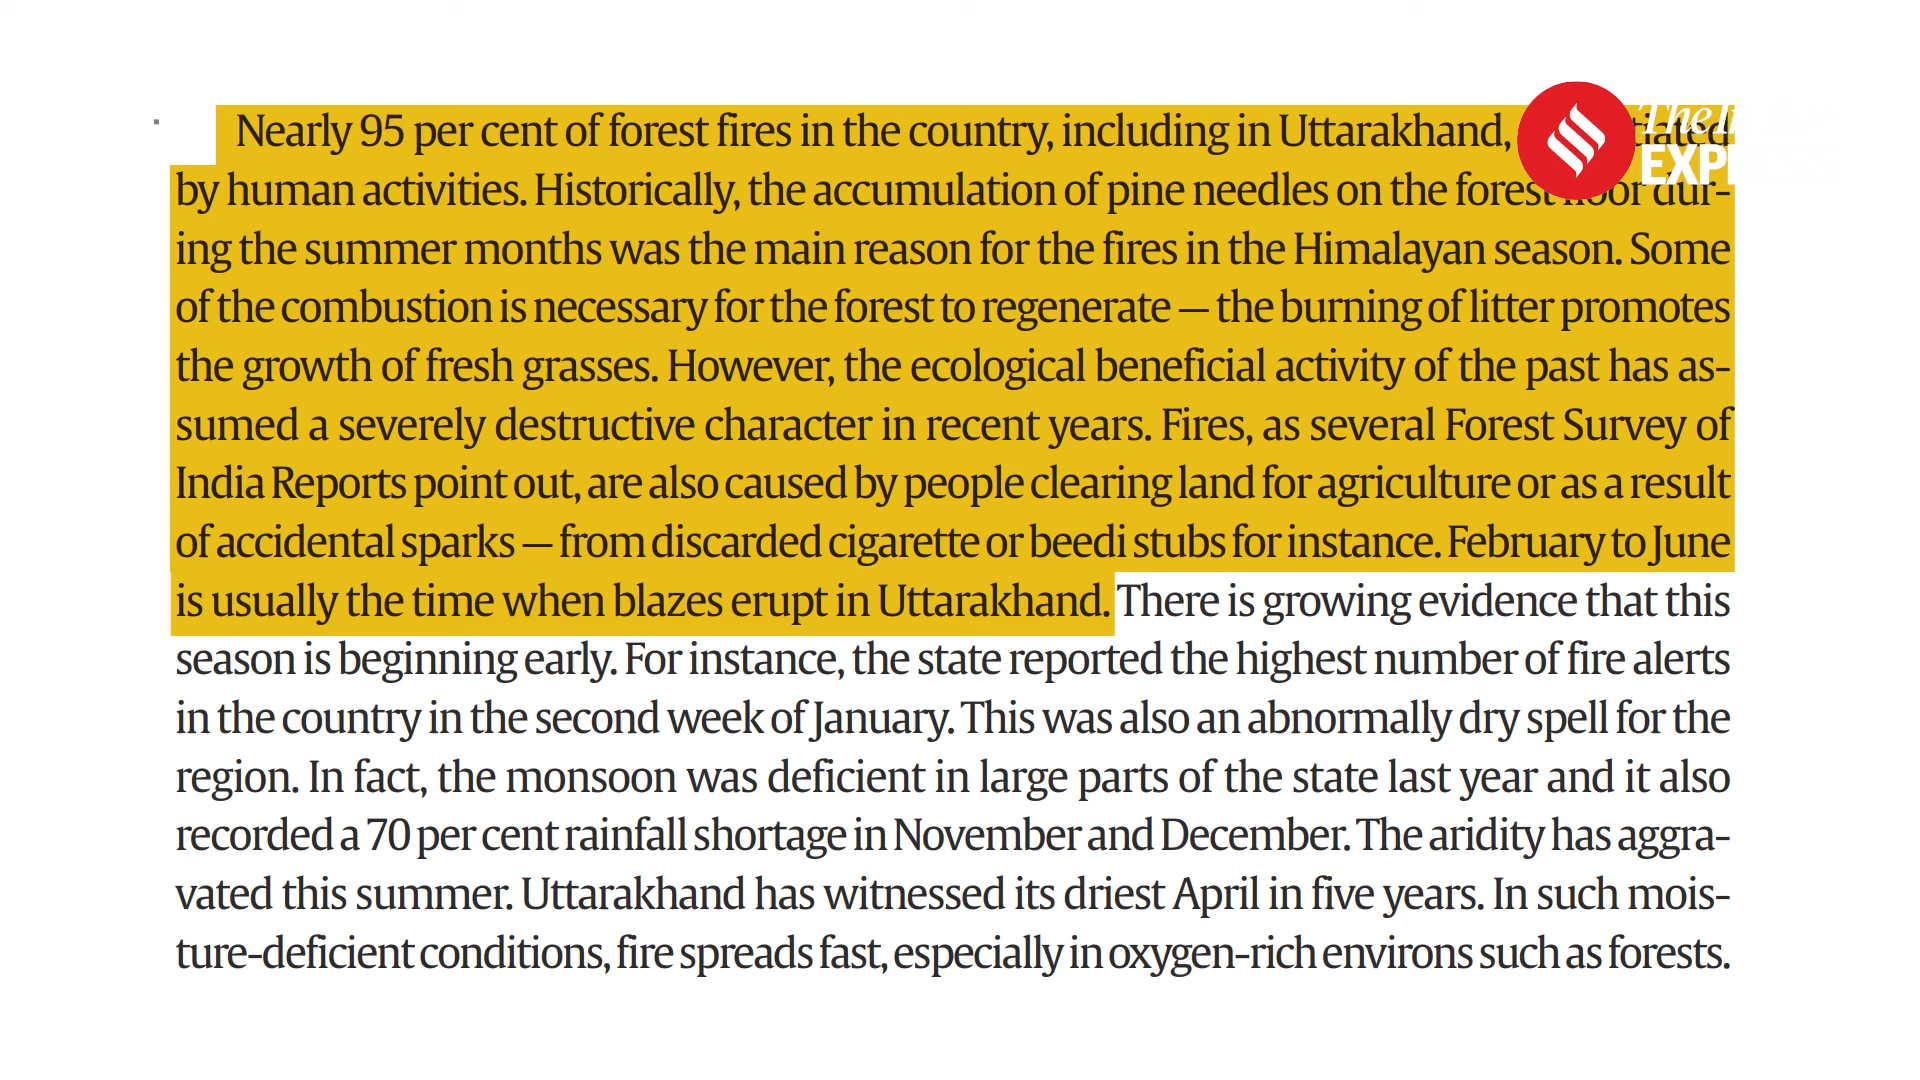 Nearly 95 per cent of forest fires in the country, including in Uttarakhand,
by human activities. Historically, the accumulation of pine needles on the forest dur-
ing the summer months was the main reason for the fires in the Himalayan season. Some
of the combustion is necessary for the forest to regenerate — the burning of litter promotes
the growth of fresh grasses. However, the ecological beneficial activity of the past has as-
sumed a severely destructive character in recent years. Fires, as several Forest Survey of
India Reports point out, are also caused by people clearing land for agriculture or as a result
of accidental sparks — from discarded cigarette or beedi stubs for instance. February to June
is usually the time when blazes erupt in Uttarakhand. There is growing evidence that this
season is beginning early. For instance, the state reported the highest number of fire alerts
in the country in the second week of January. This was also an abnormally dry spell for the
region. In fact, the monsoon was deficient in large parts of the state last year and it also
recorded a 70 per cent rainfall shortage in November and December. The aridity has aggra-
vated this summer. Uttarakhand has witnessed its driest April in five years. In such mois-
ture-deficient conditions, fire spreads fast, especially in oxygen-rich environs such as forests.
The